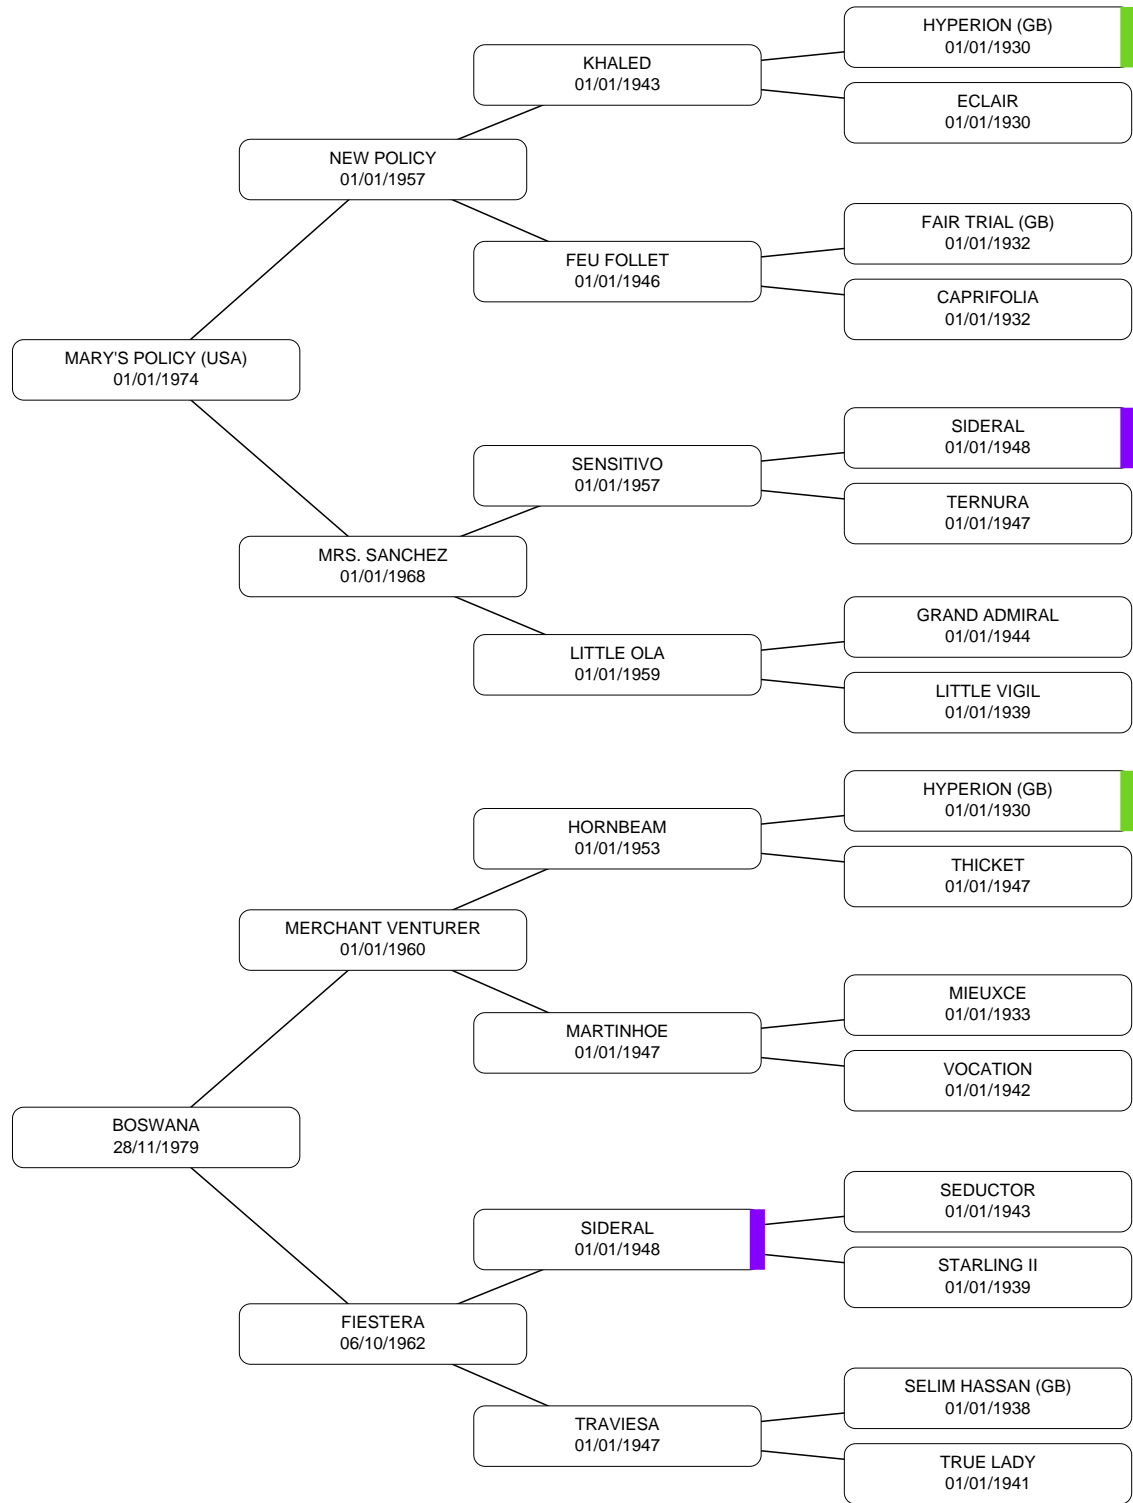 HYPERION (GB)
01/01/1930
KHALED
01/01/1943
ECLAIR
01/01/1930
NEW POLICY
01/01/1957
FAIR TRIAL (GB)
01/01/1932
FEU FOLLET
01/01/1946
CAPRIFOLIA
01/01/1932
MARY'S POLICY (USA)
01/01/1974
SIDERAL
01/01/1948
SENSITIVO
01/01/1957
TERNURA
01/01/1947
MRS. SANCHEZ
01/01/1968
GRAND ADMIRAL
01/01/1944
LITTLE OLA
01/01/1959
LITTLE VIGIL
01/01/1939
HYPERION (GB)
01/01/1930
HORNBEAM
01/01/1953
THICKET
01/01/1947
MERCHANT VENTURER
01/01/1960
MIEUXCE
01/01/1933
MARTINHOE
01/01/1947
VOCATION
01/01/1942
BOSWANA
28/11/1979
SEDUCTOR
01/01/1943
SIDERAL
01/01/1948
STARLING II
01/01/1939
FIESTERA
06/10/1962
SELIM HASSAN (GB)
01/01/1938
TRAVIESA
01/01/1947
TRUE LADY
01/01/1941